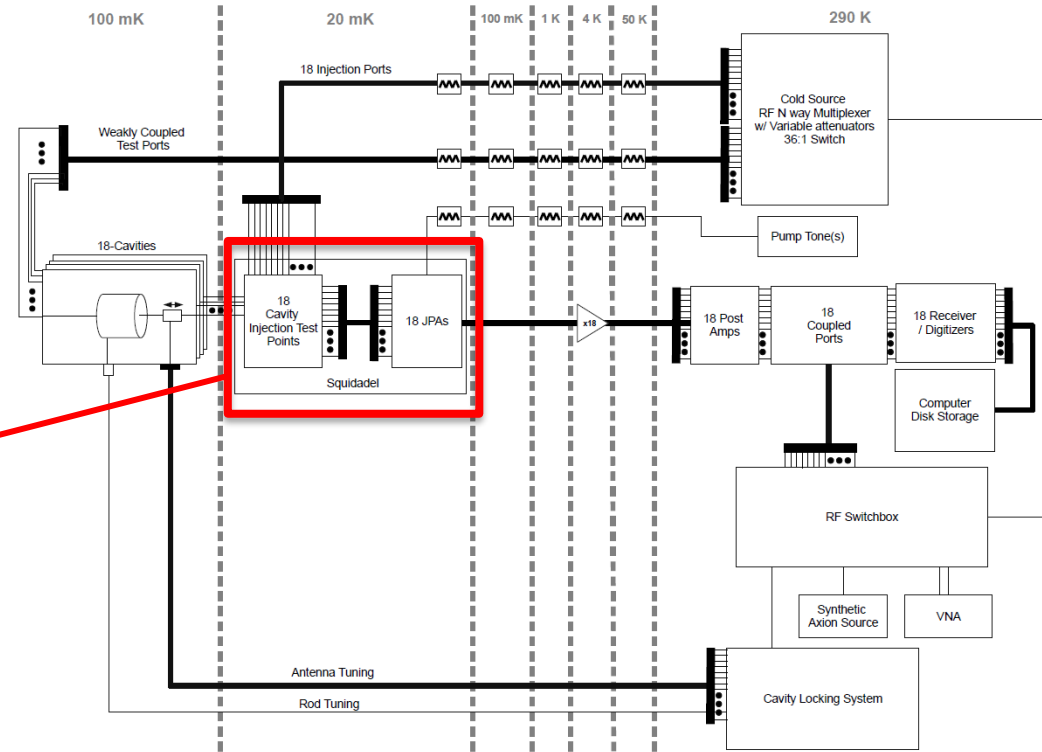 100 mK
20 mK
100 mK
1 K
4 K
50 K
290 K
18 Injection Ports
Cold Source
RF N way Multiplexer
w/ Variable attenuators
36:1 Switch
Weakly Coupled
Test Ports
Pump Tone(s)
18-Cavities
18
Cavity
Injection Test
Points
18 JPAs
Squidadel
x18
18 Post
Amps
18
Coupled
Ports
18 Receiver
/ Digitizers
Computer
Disk Storage
RF Switchbox
Synthetic
Axion Source
VNA
Antenna Tuning
Rod Tuning
Cavity Locking System